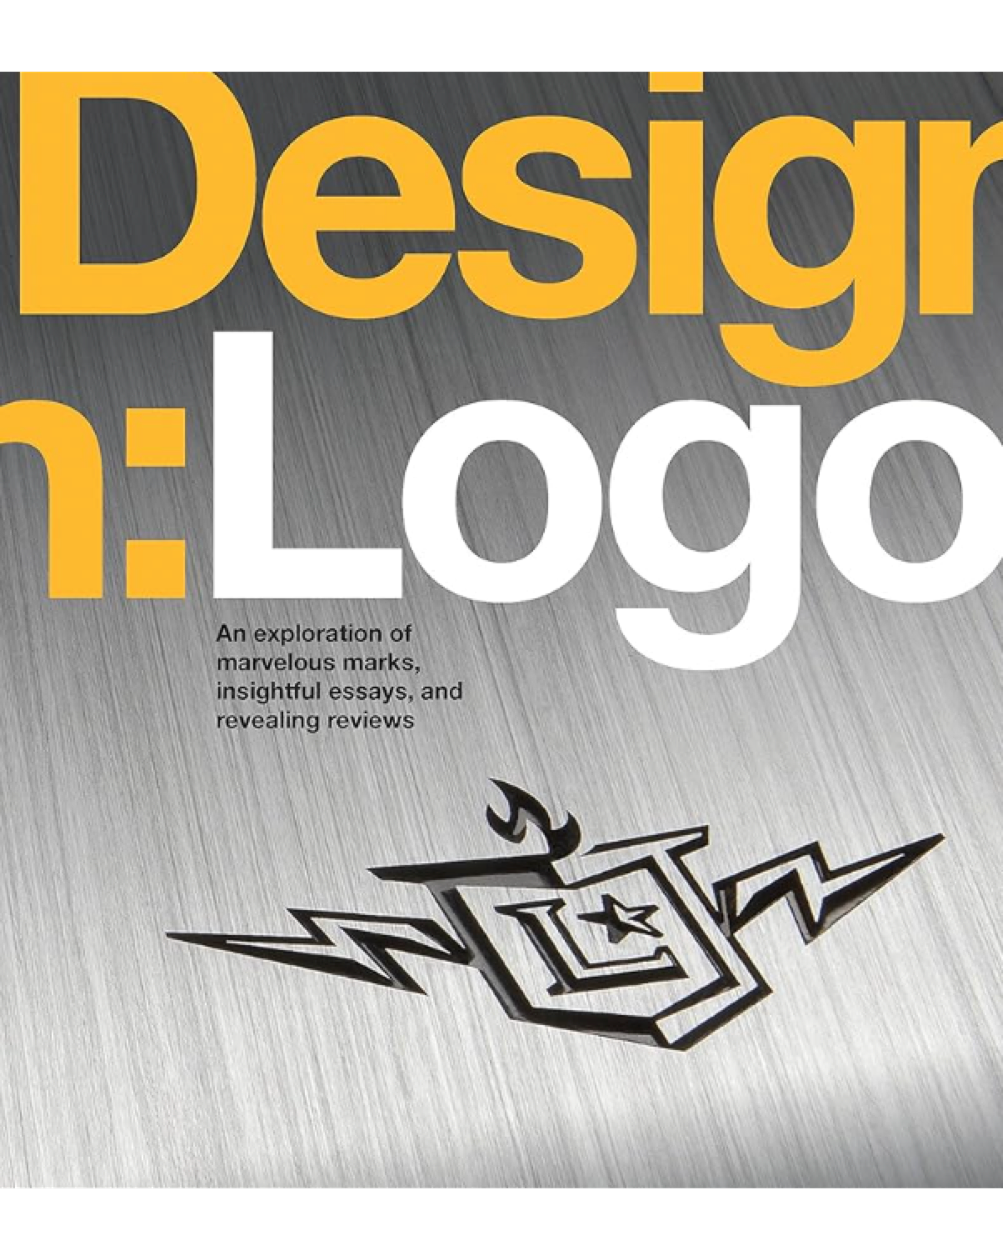 Design
n:Logo
An exploration of
marvelous marks,
insightful essays, and
revealing reviews
L